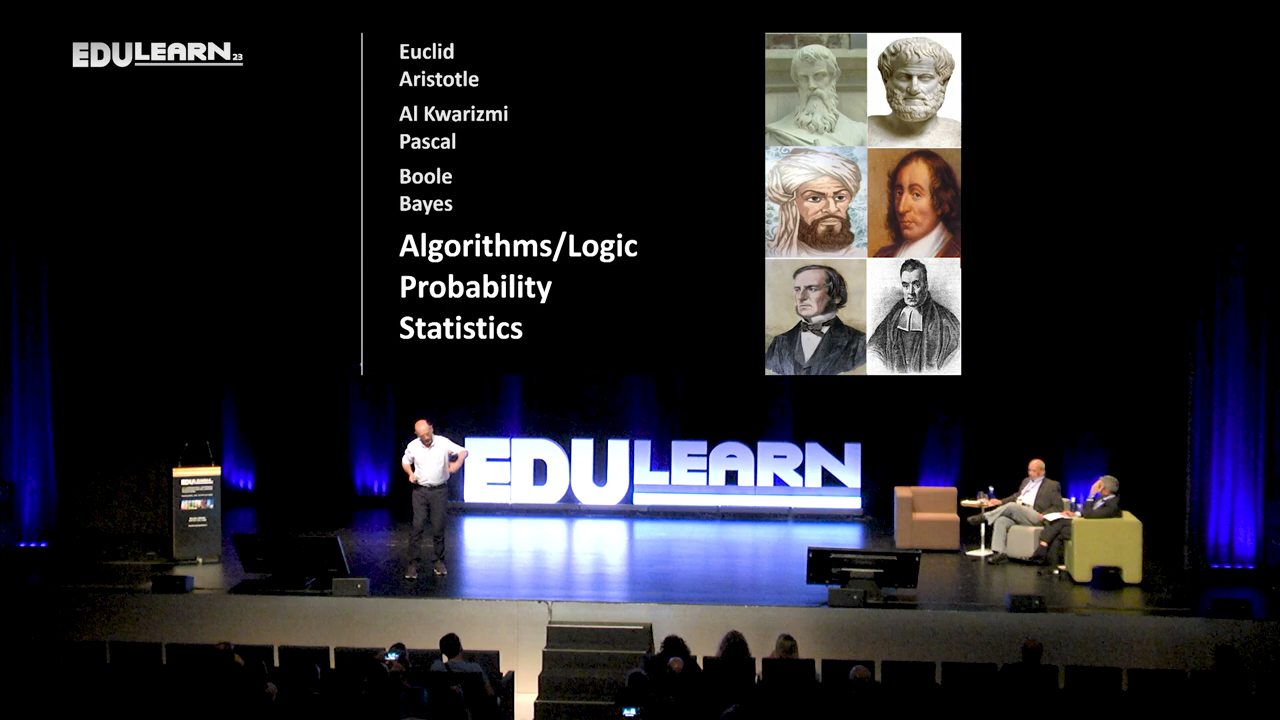 EDULEARN23
Euclid
Aristotle
Al Kwarizmi
Pascal
Boole
Bayes
Algorithms/Logic
Probability
Statistics
EDULEARN